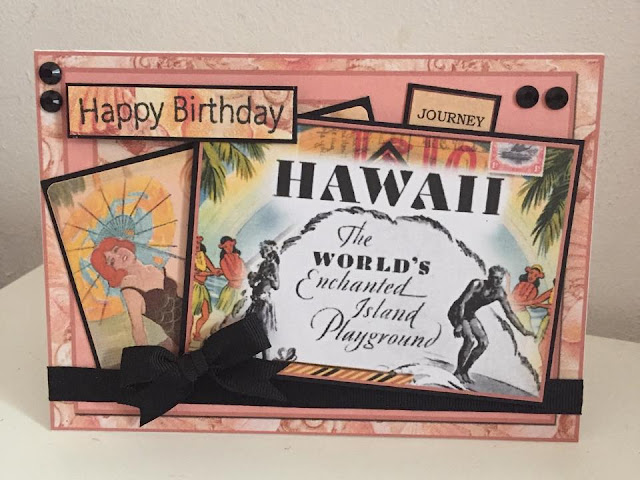 Happy Birthday
JOURNEY
HAWAII
The
WORLD'S
Enchanted
Island
Playground